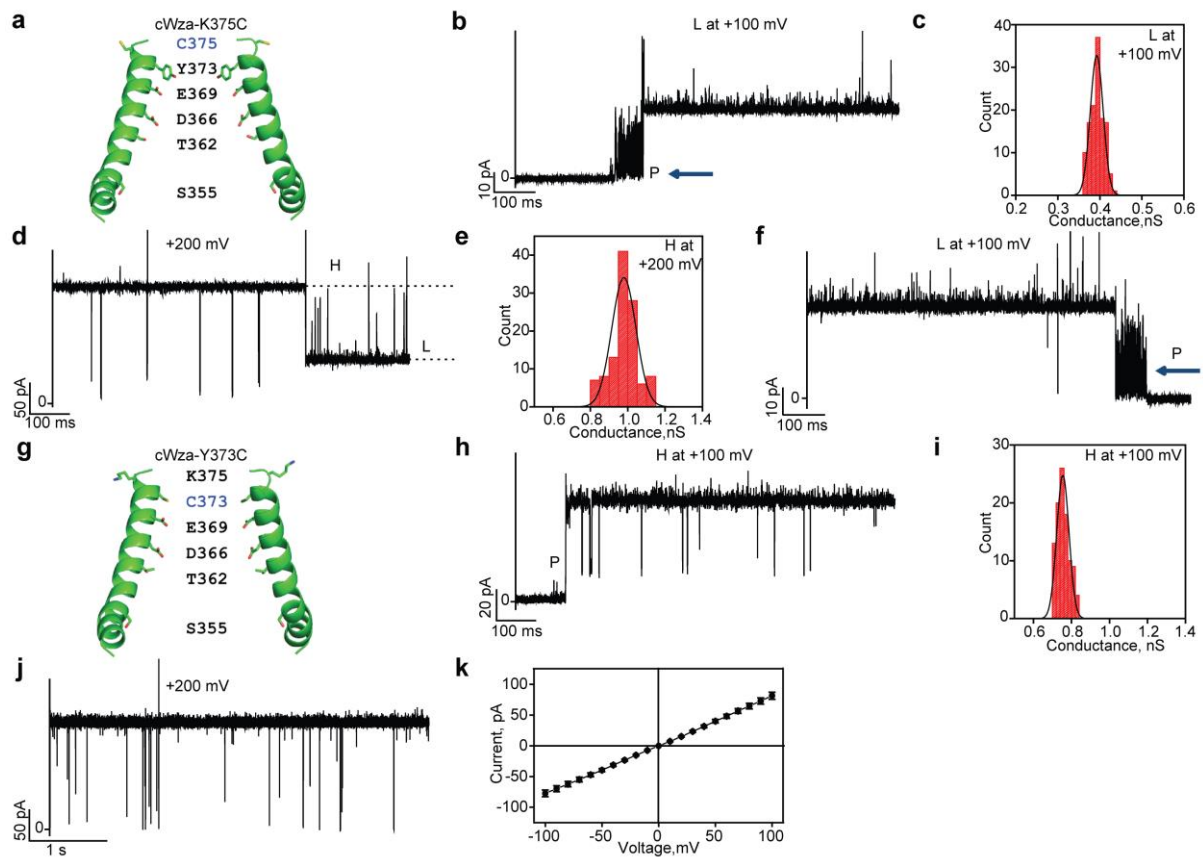 a
cWza-K375C
C375
Y373
E369
D366
T362
S355
b
L at +100 mV
0
P
10 pA
100 ms
c
L at
+100 mV
Count
40
30
20
10
0
0.2 0.3 0.4 0.5 0.6
Conductance, nS
d
+200 mV
H
L
0
50 pA
100 ms
e
H at
+200 mV
Count
40
30
20
10
0
0.6 0.8 1.0 1.2 1.4
Conductance,nS
f
L at +100 mV
P
0
10 pA
100 ms
g
cWza-Y373C
K375
C373
E369
D366
T362
S355
h
H at +100 mV
P
0
20 pA
100 ms
i
H at +100 mV
Count
30
20
10
0
0.6 0.8 1.0 1.2 1.4
Conductance, nS
j
+200 mV
0
50 pA
1 s
k
Current, pA
100
50
0
-50
-100
-100 -50 0 50 100
Voltage,mV